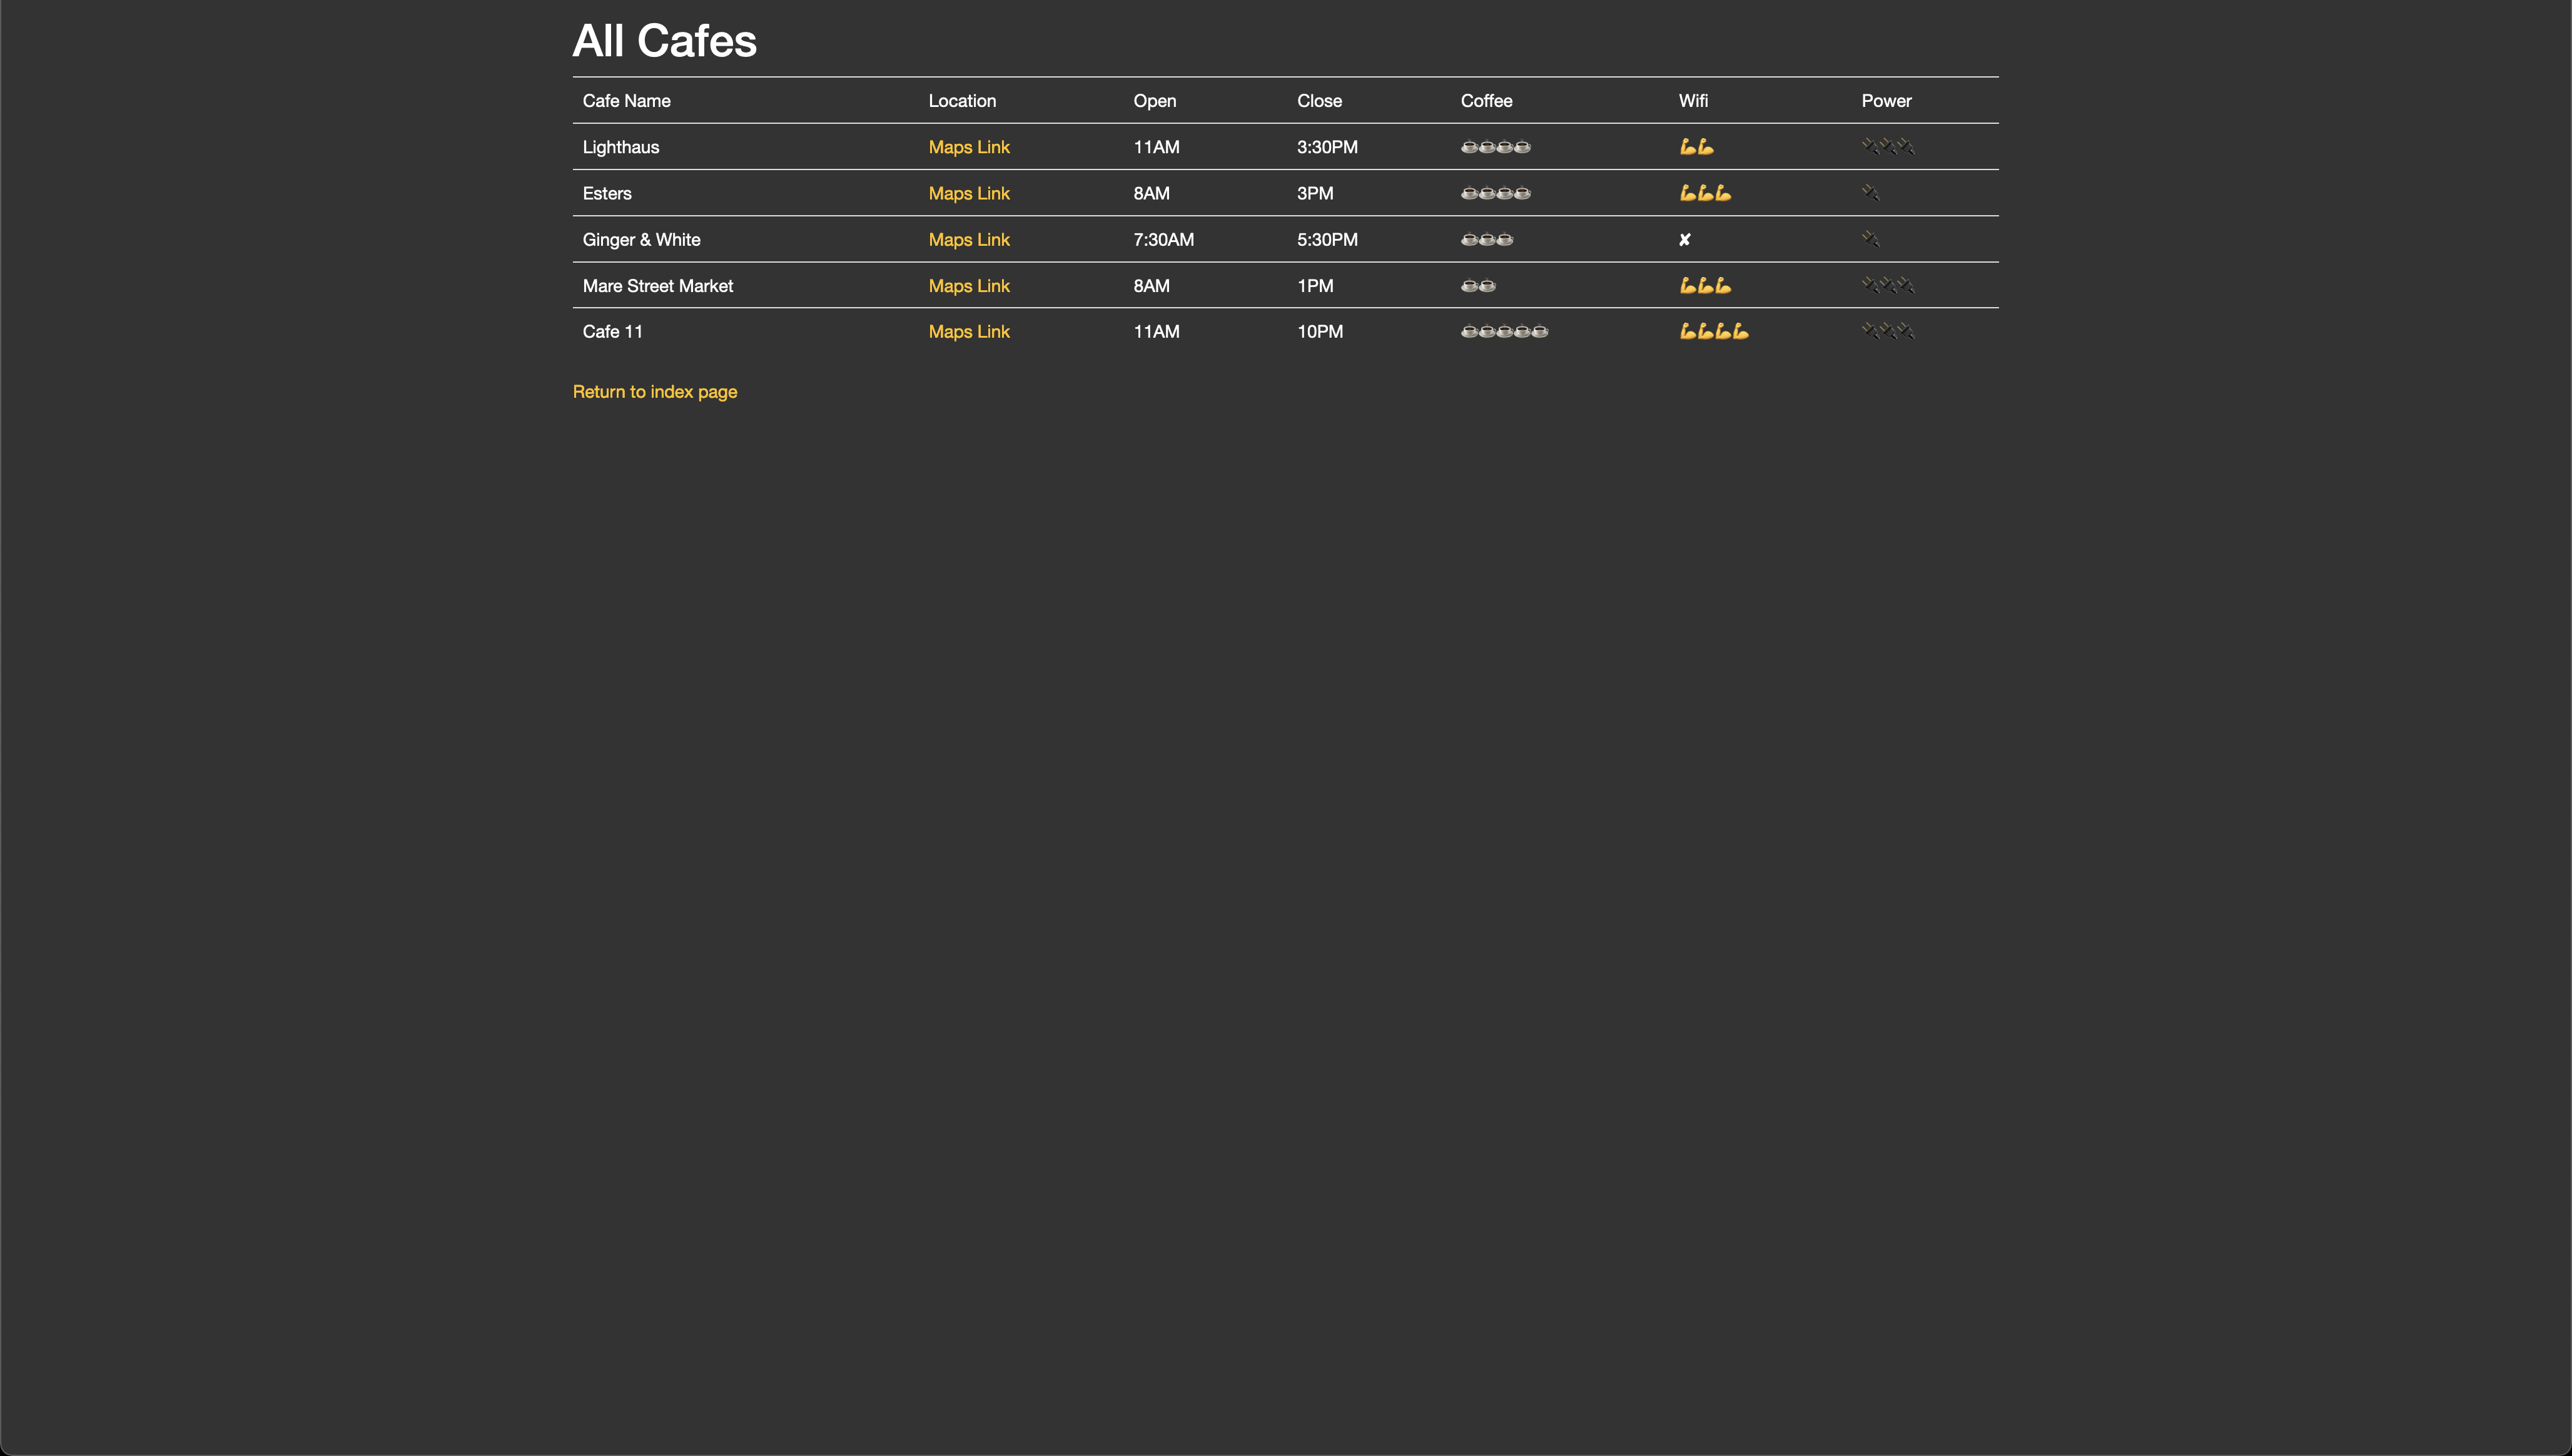 All Cafes
Cafe Name Location Open Close Coffee Wifi Power
Lighthaus Maps Link 11AM 3:30PM ☕☕☕☕ 💪💪 🔌🔌🔌
Esters Maps Link 8AM 3PM ☕☕☕☕ 💪💪💪 🔌
Ginger & White Maps Link 7:30AM 5:30PM ☕☕☕ ✘ 🔌
Mare Street Market Maps Link 8AM 1PM ☕☕ 💪💪💪 🔌🔌🔌
Cafe 11 Maps Link 11AM 10PM ☕☕☕☕☕ 💪💪💪💪 🔌🔌🔌
Return to index page